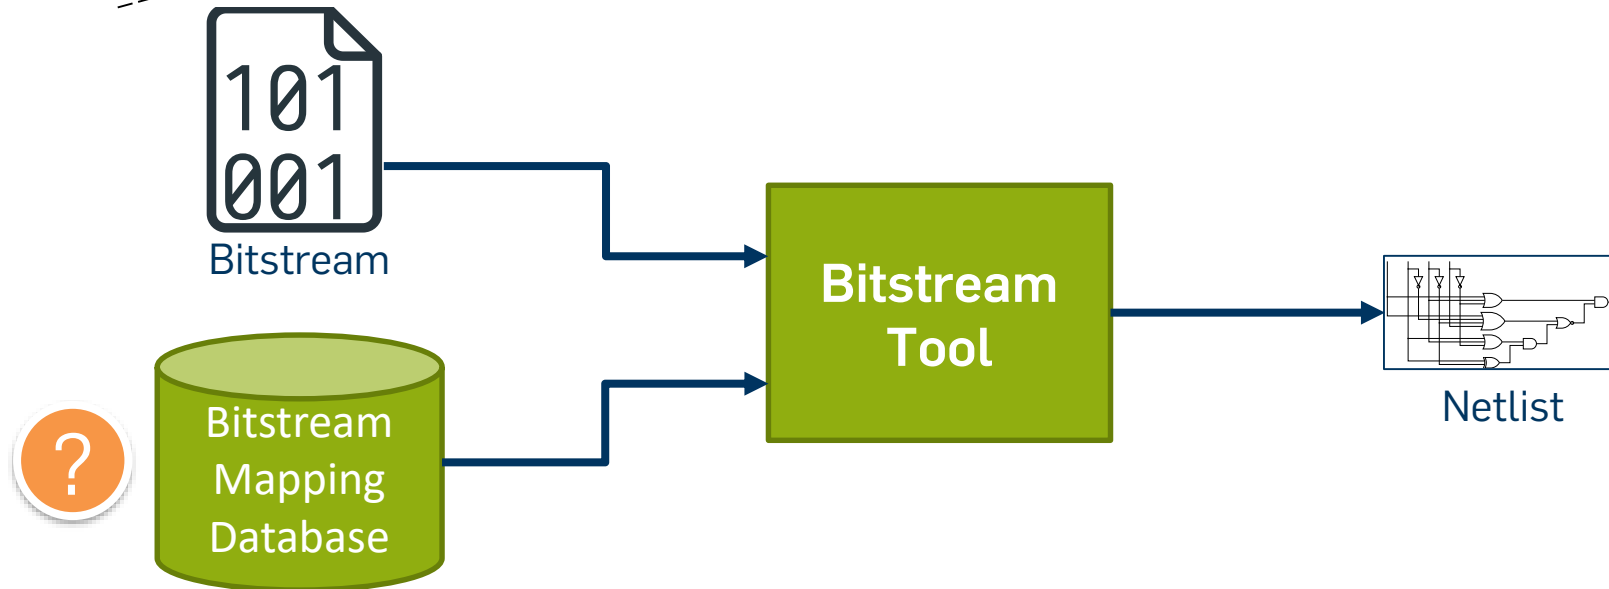 101
001
Bitstream
Bitstream
Tool
Netlist
?
Bitstream
Mapping
Database